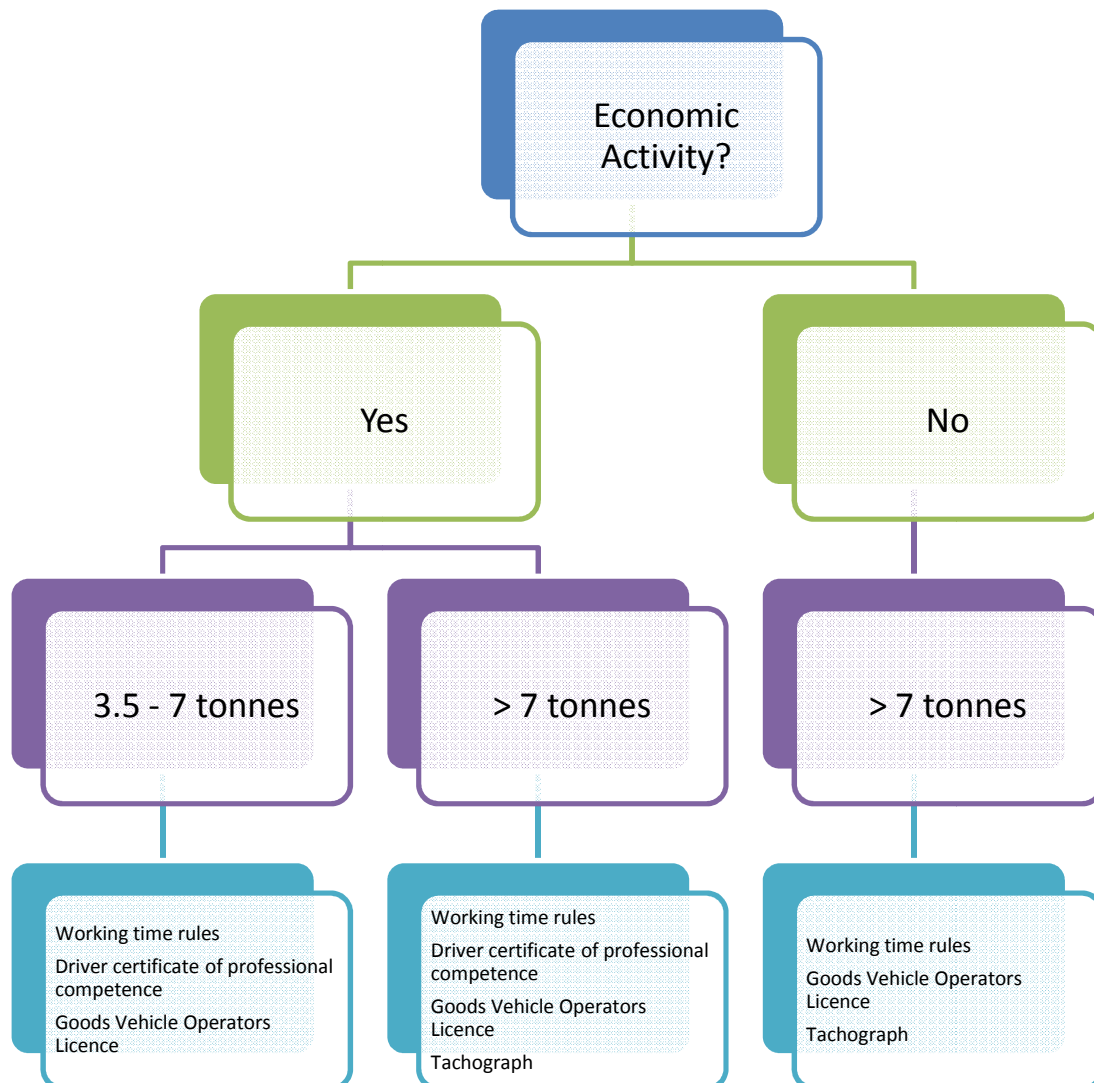 Economic
Activity?
Yes
No
3.5 - 7 tonnes
> 7 tonnes
> 7 tonnes
Working time rules
Driver certificate of professional
competence
Goods Vehicle Operators
Licence
Working time rules
Driver certificate of professional
competence
Goods Vehicle Operators
Licence
Tachograph
Working time rules
Goods Vehicle Operators
Licence
Tachograph